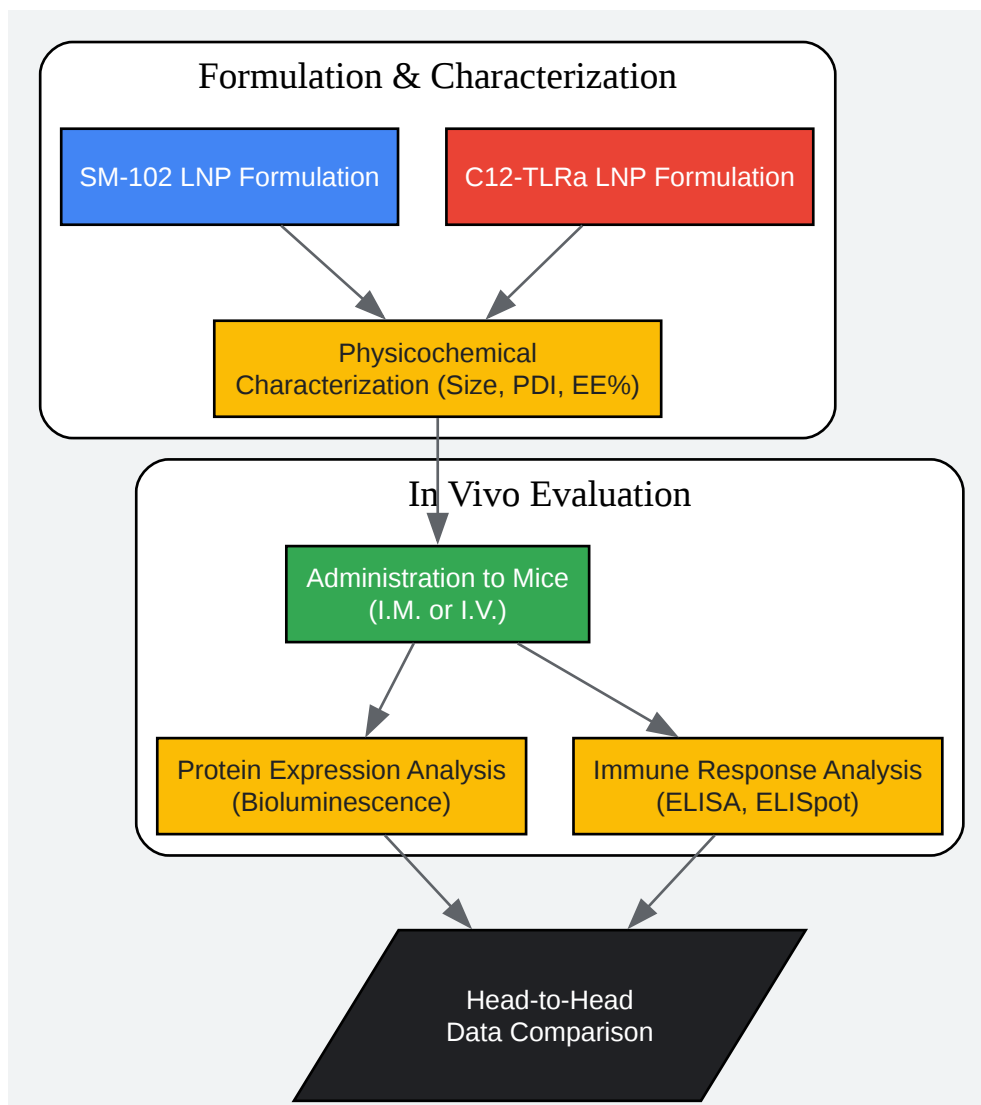 Formulation & Characterization
SM-102 LNP Formulation
C12-TLRa LNP Formulation
Physicochemical
Characterization (Size, PDI, EE%)
In Vivo Evaluation
Administration to Mice
(I.M. or I.V.)
Protein Expression Analysis
(Bioluminescence)
Immune Response Analysis
(ELISA, ELISpot)
Head-to-Head
Data Comparison